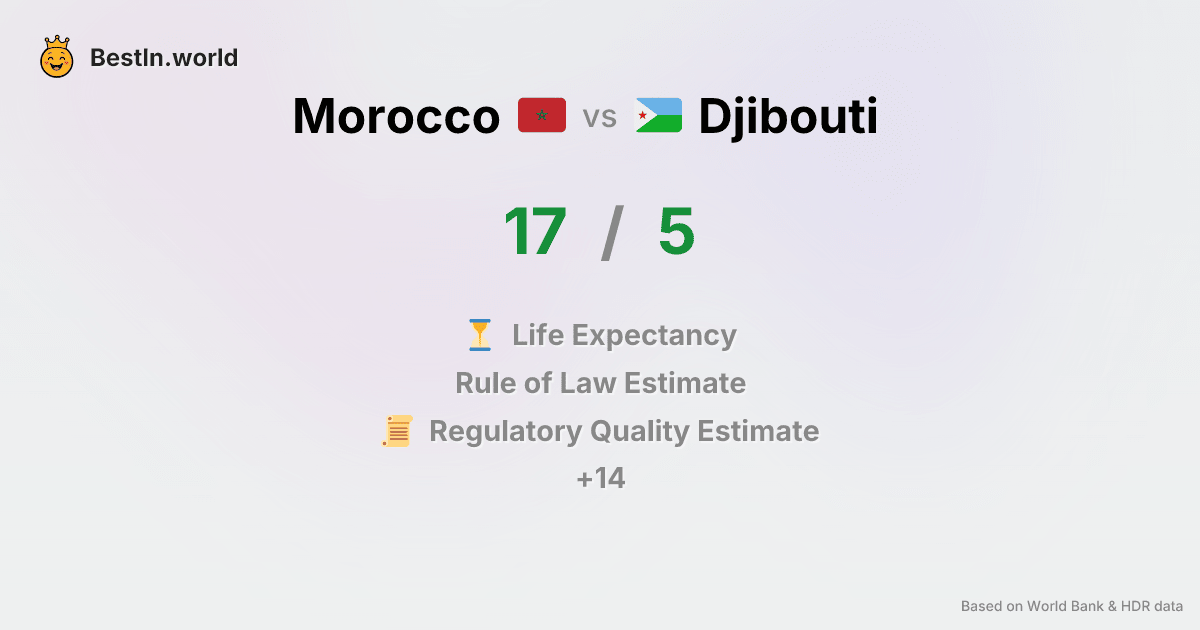 BestIn.world
Morocco vs Djibouti
17 / 5
Life Expectancy
Rule of Law Estimate
Regulatory Quality Estimate
+14
Based on World Bank & HDR data